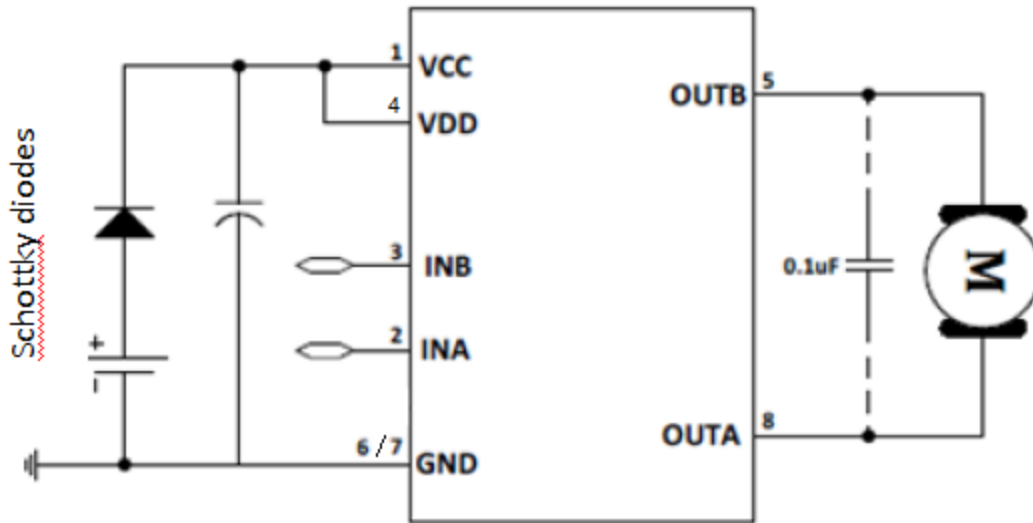 1
VCC
4
VDD
5
OUTB
Schottky diodes
3
INB
0.1uF
M
2
INA
+
-
6/7
GND
8
OUTA